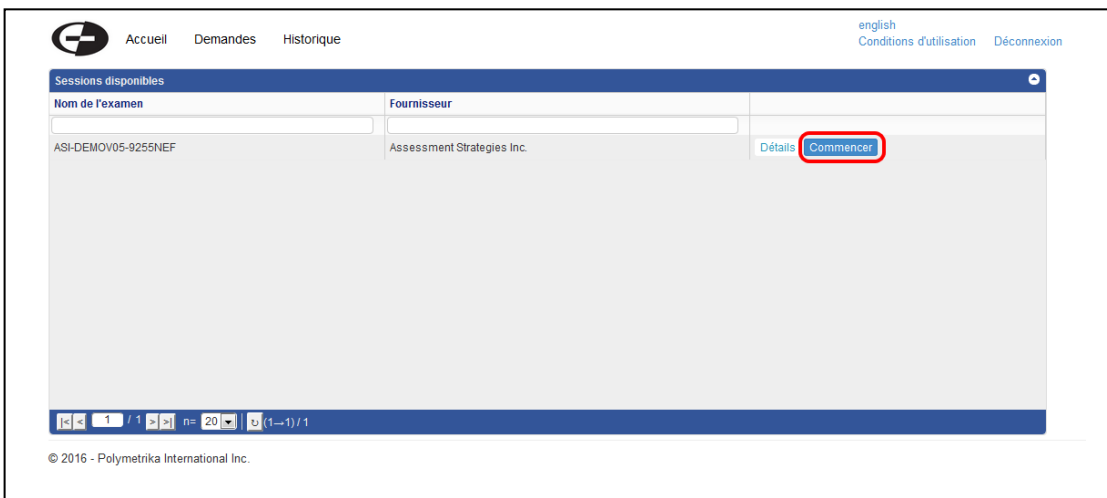 english
Accueil Demandes Historique Conditions d'utilisation Déconnexion
Sessions disponibles
Nom de l'examen Fournisseur
ASI-DEMOV05-9255NEF Assessment Strategies Inc. Détails Commencer
|< < 1 / 1 > >| n= 20 ↻ (1→1) / 1
© 2016 - Polymetrika International Inc.